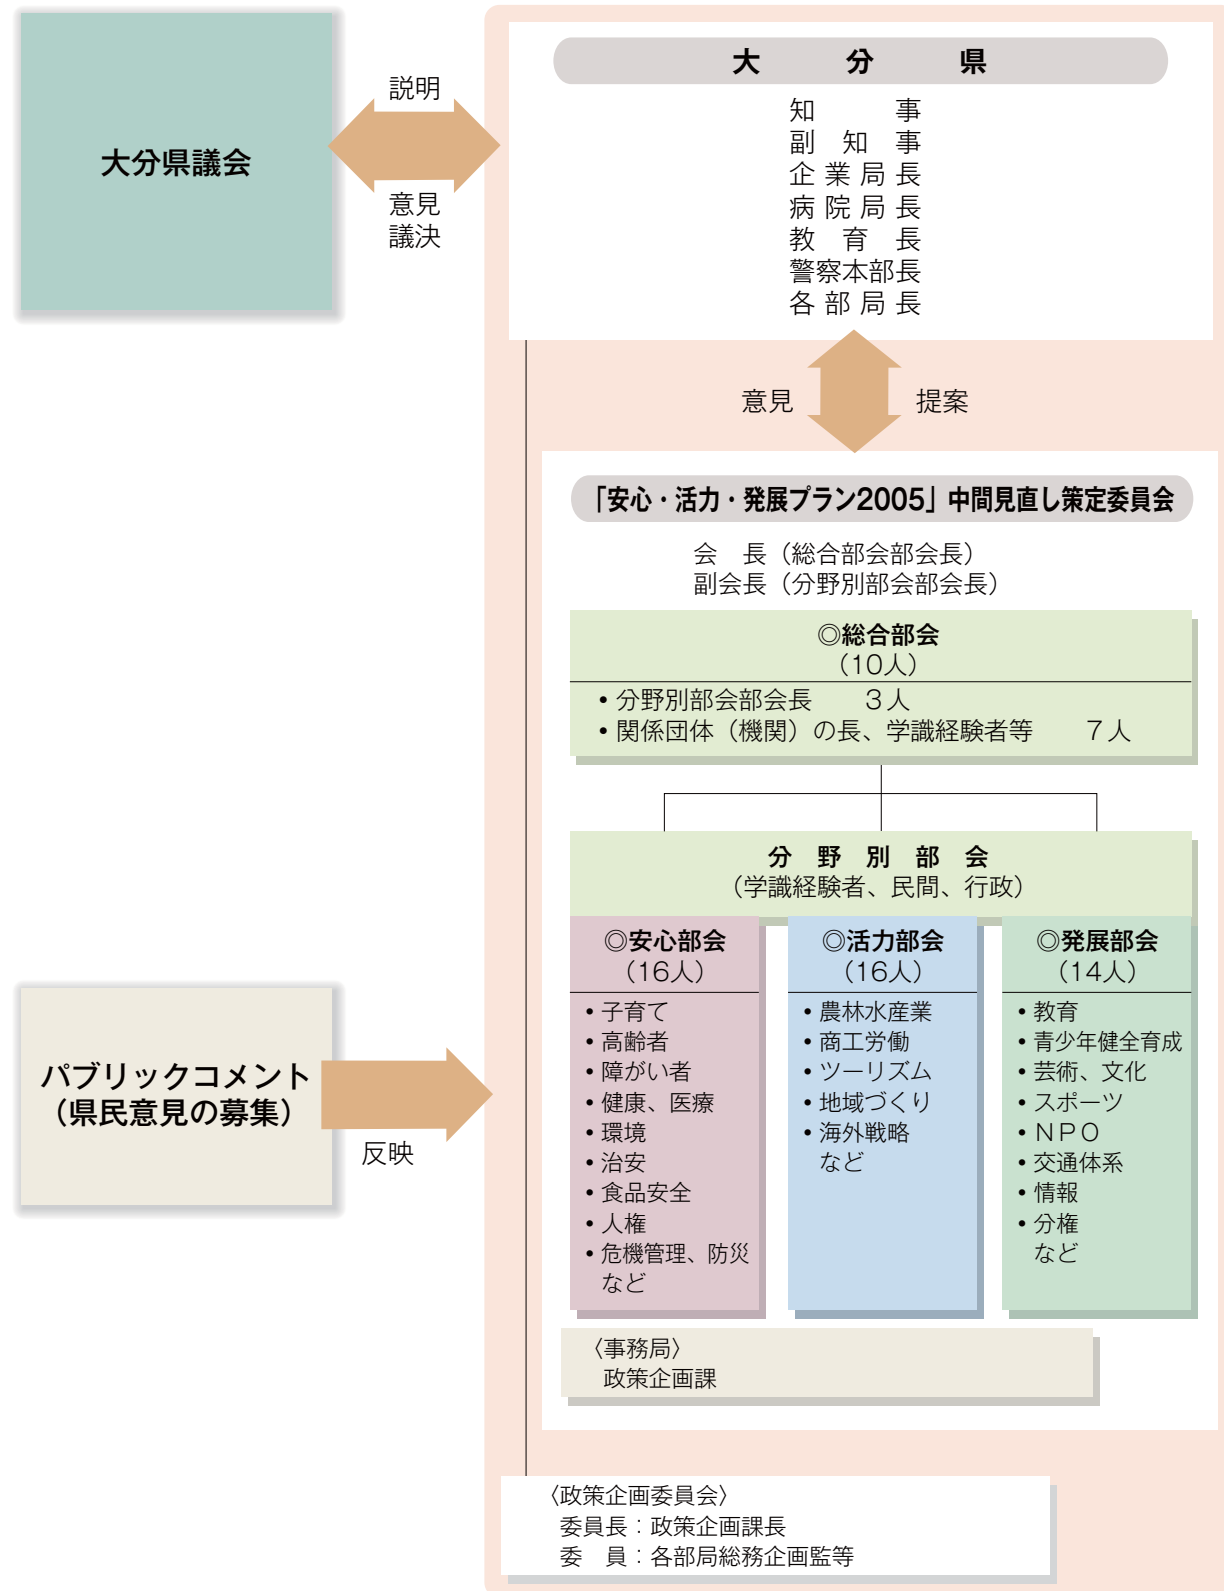 大分県議会
説明
意見
議決
大分県
知事
副知事
企業局長
病院局長
教育長
警察本部長
各部局長
意見
提案
「安心・活力・発展プラン2005」中間見直し策定委員会
会　長（総合部会部会長）
副会長（分野別部会部会長）
◎総合部会
（10人）
•分野別部会部会長　　３人
•関係団体（機関）の長、学識経験者等　　７人
分野別部会
（学識経験者、民間、行政）
◎安心部会
（16人）
•子育て
•高齢者
•障がい者
•健康、医療
•環境
•治安
•食品安全
•人権
•危機管理、防災
など
◎活力部会
（16人）
•農林水産業
•商工労働
•ツーリズム
•地域づくり
•海外戦略
など
◎発展部会
（14人）
•教育
•青少年健全育成
•芸術、文化
•スポーツ
•ＮＰＯ
•交通体系
•情報
•分権
など
〈事務局〉
政策企画課
パブリックコメント
（県民意見の募集）
反映
〈政策企画委員会〉
委員長：政策企画課長
委　員：各部局総務企画監等